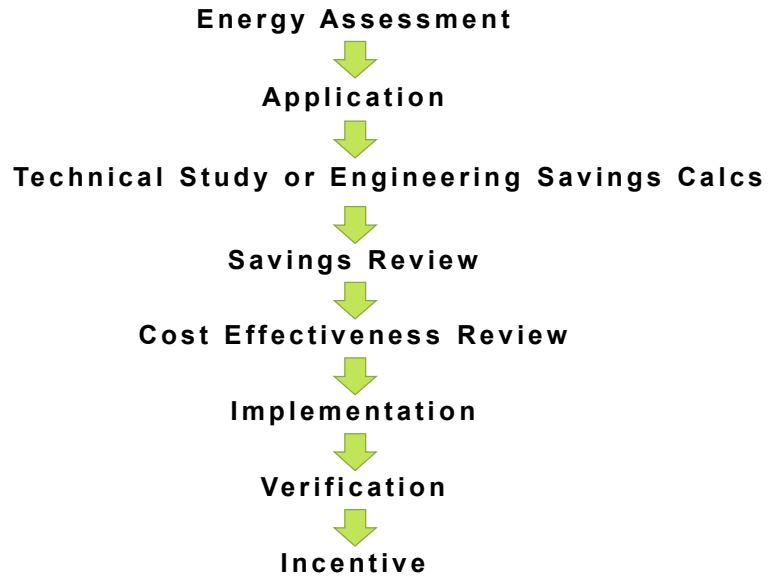 Energy Assessment
Application
Technical Study or Engineering Savings Calcs
Savings Review
Cost Effectiveness Review
Implementation
Verification
Incentive